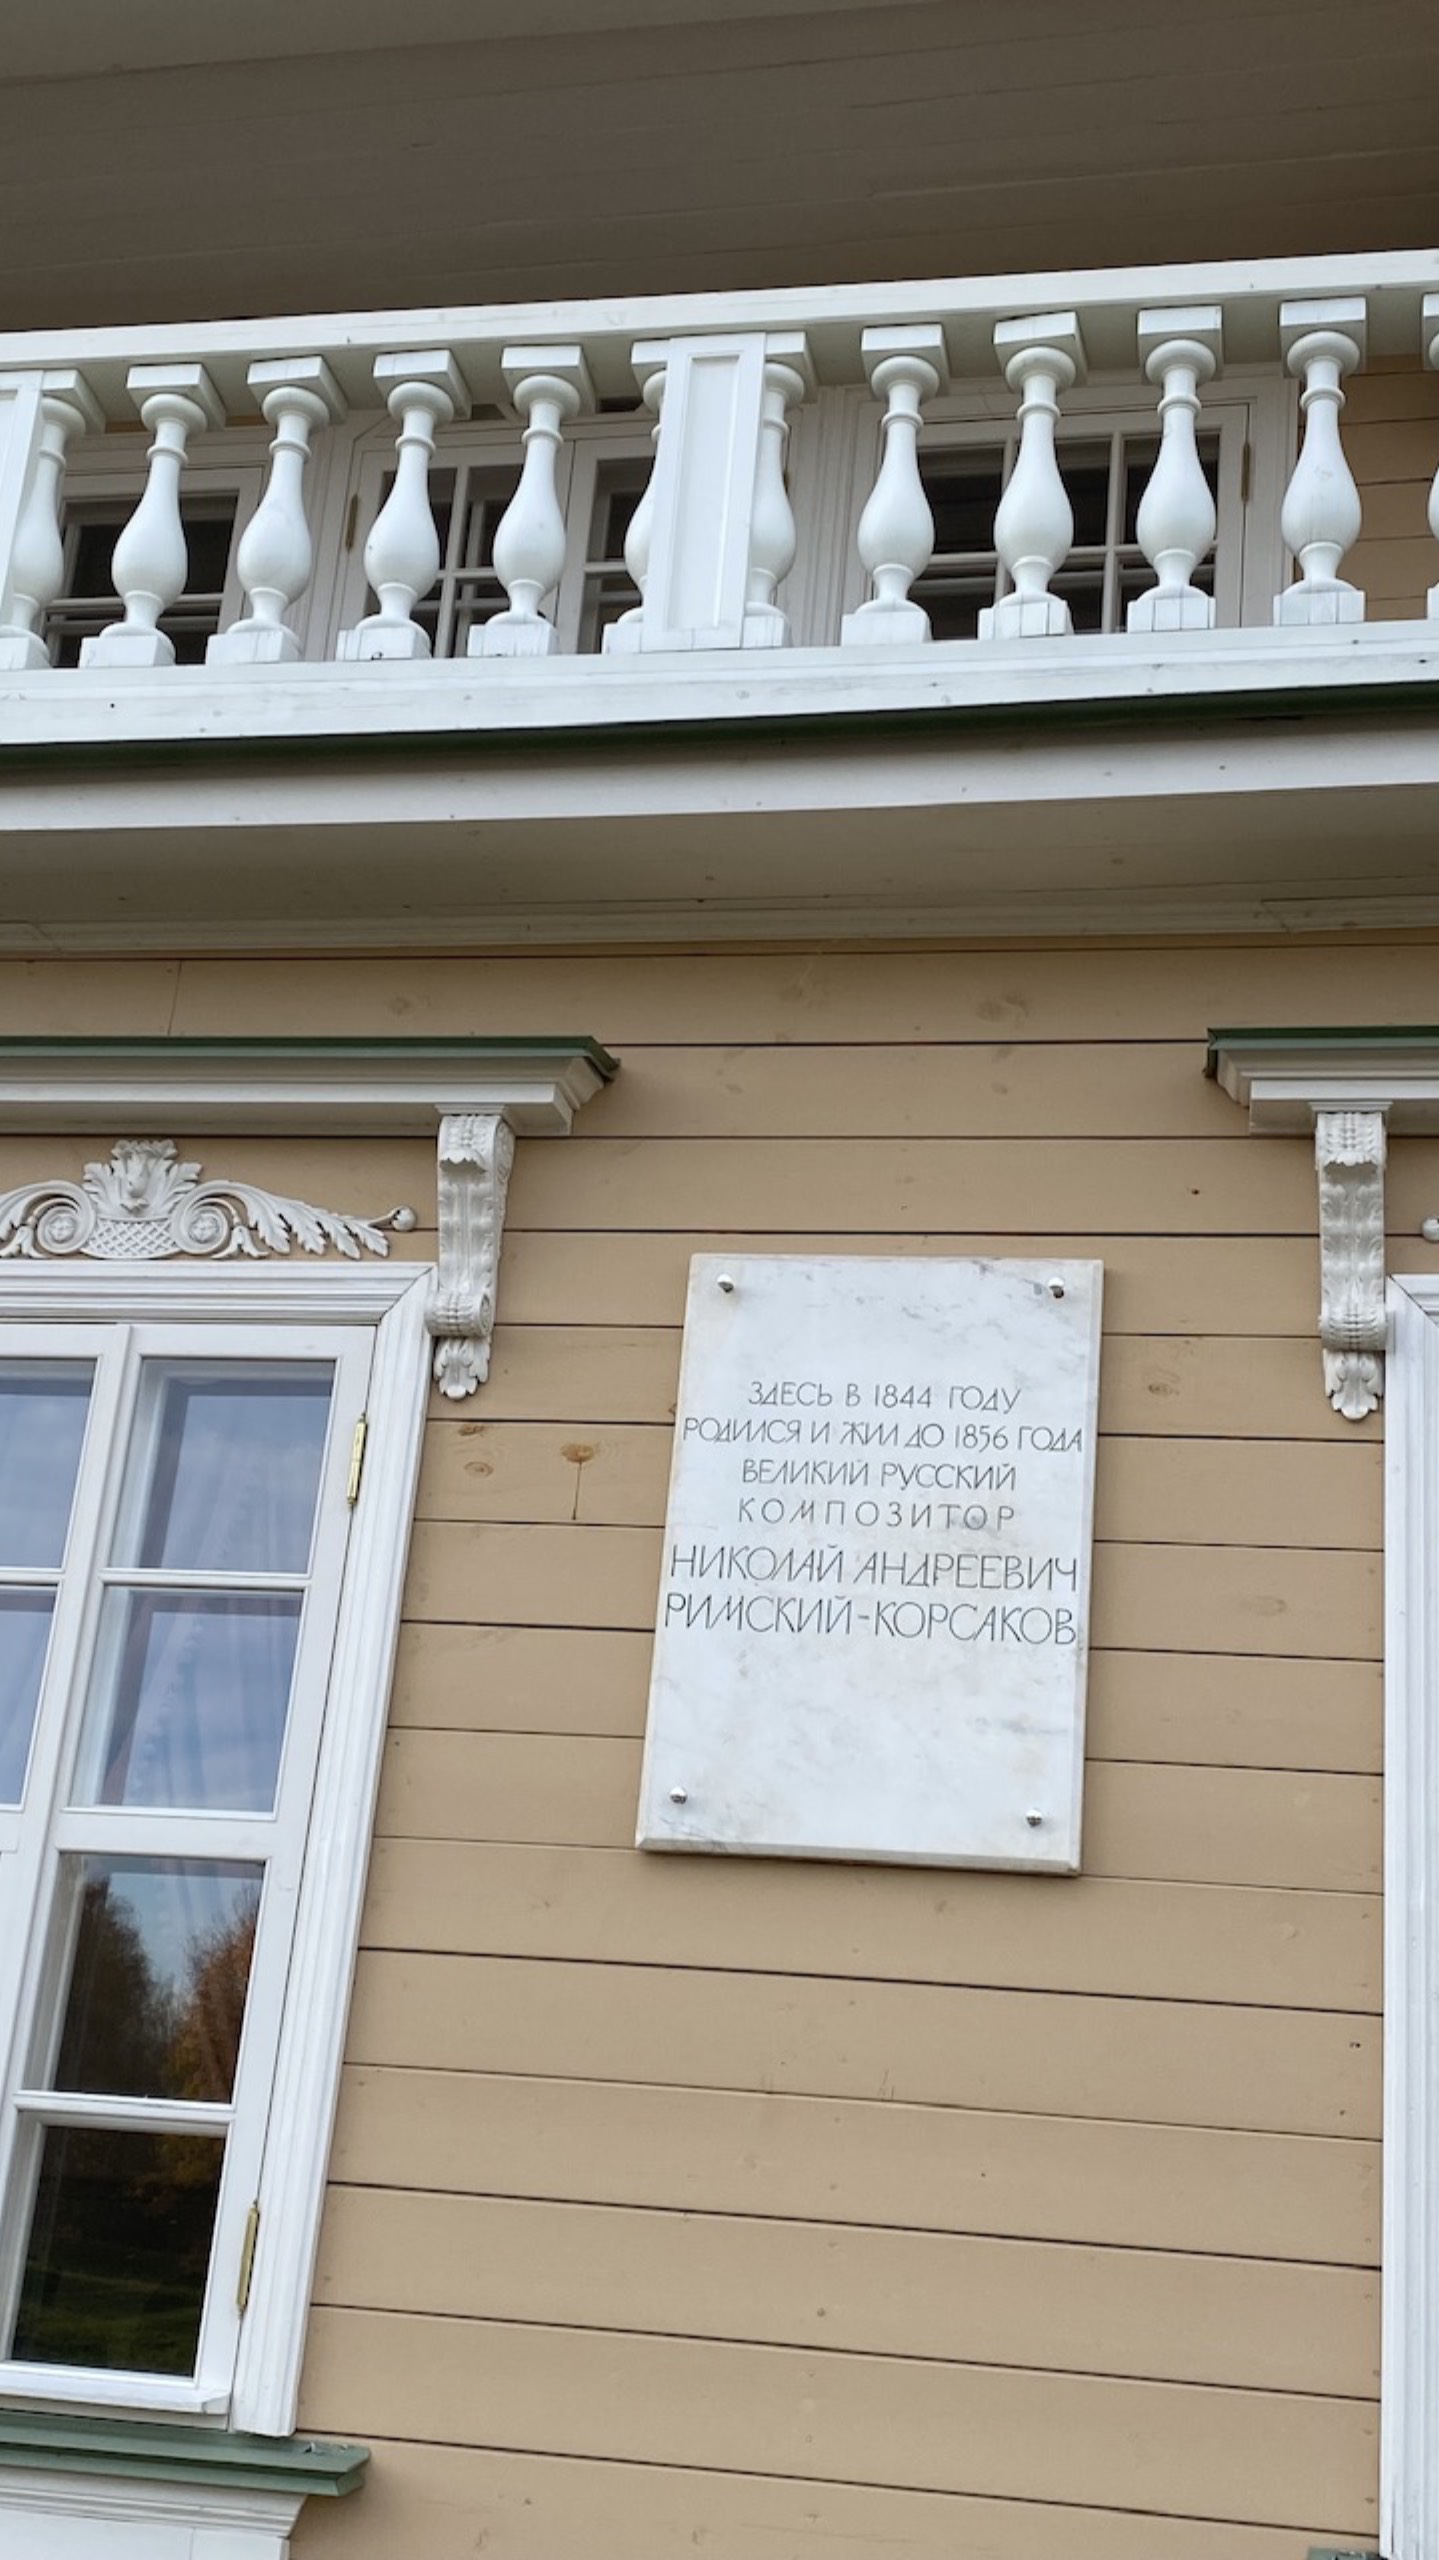 ЗДЕСЬ В 1844 ГОДУ
РОДИЛСЯ И ЖИЛ ДО 1856 ГОДА
ВЕЛИКИЙ РУССКИЙ
КОМПОЗИТОР
НИКОЛАЙ АНДРЕЕВИЧ
РИМСКИЙ-КОРСАКОВ